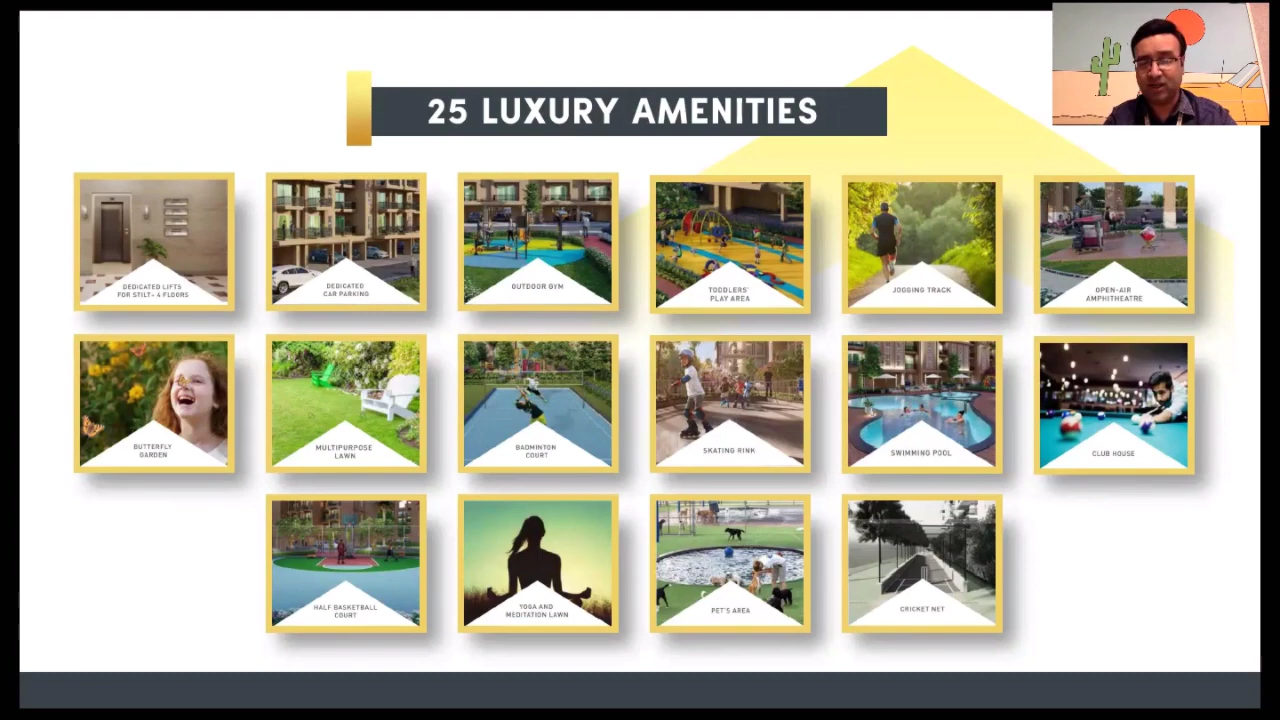 25 LUXURY AMENITIES
DEDICATED LIFTS
FOR STILT+ 4 FLOORS
DEDICATED
CAR PARKING
OUTDOOR GYM
TODDLERS'
PLAY AREA
JOGGING TRACK
OPEN-AIR
AMPHITHEATRE
BUTTERFLY
GARDEN
MULTIPURPOSE
LAWN
BADMINTON
COURT
SKATING RINK
SWIMMING POOL
CLUB HOUSE
HALF BASKETBALL
COURT
YOGA AND
MEDITATION LAWN
PET'S AREA
CRICKET NET